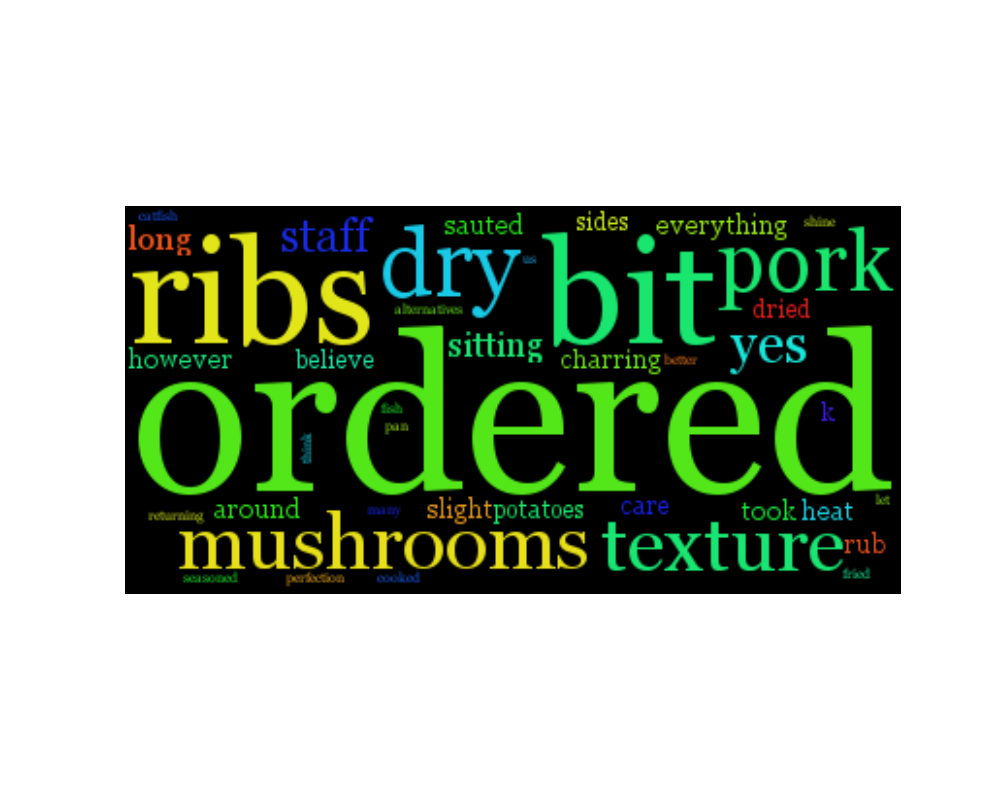 catfish
long
staff
sauted
sides
everything
shine
ribs
dry
us
bit
pork
alternatives
dried
sitting
yes
however
believe
charring
better
ordered
fish
pan
think
k
returning
around
many
slight
potatoes
care
took
heat
let
mushrooms
texture
rub
seasoned
perfection
cooked
fried